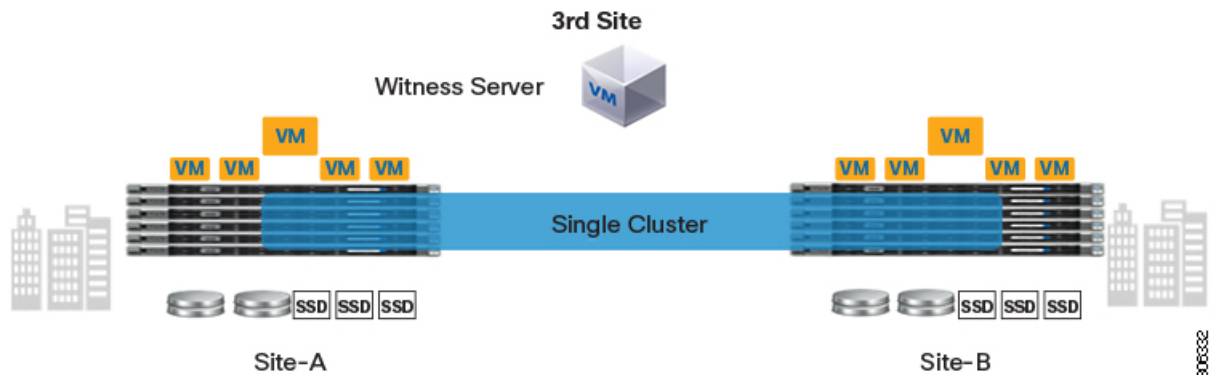 3rd Site
Witness Server
VM
VM
VM
VM VM VM VM
VM VM VM VM
Single Cluster
SSD SSD SSD
SSD SSD SSD
Site-A
Site-B
306332